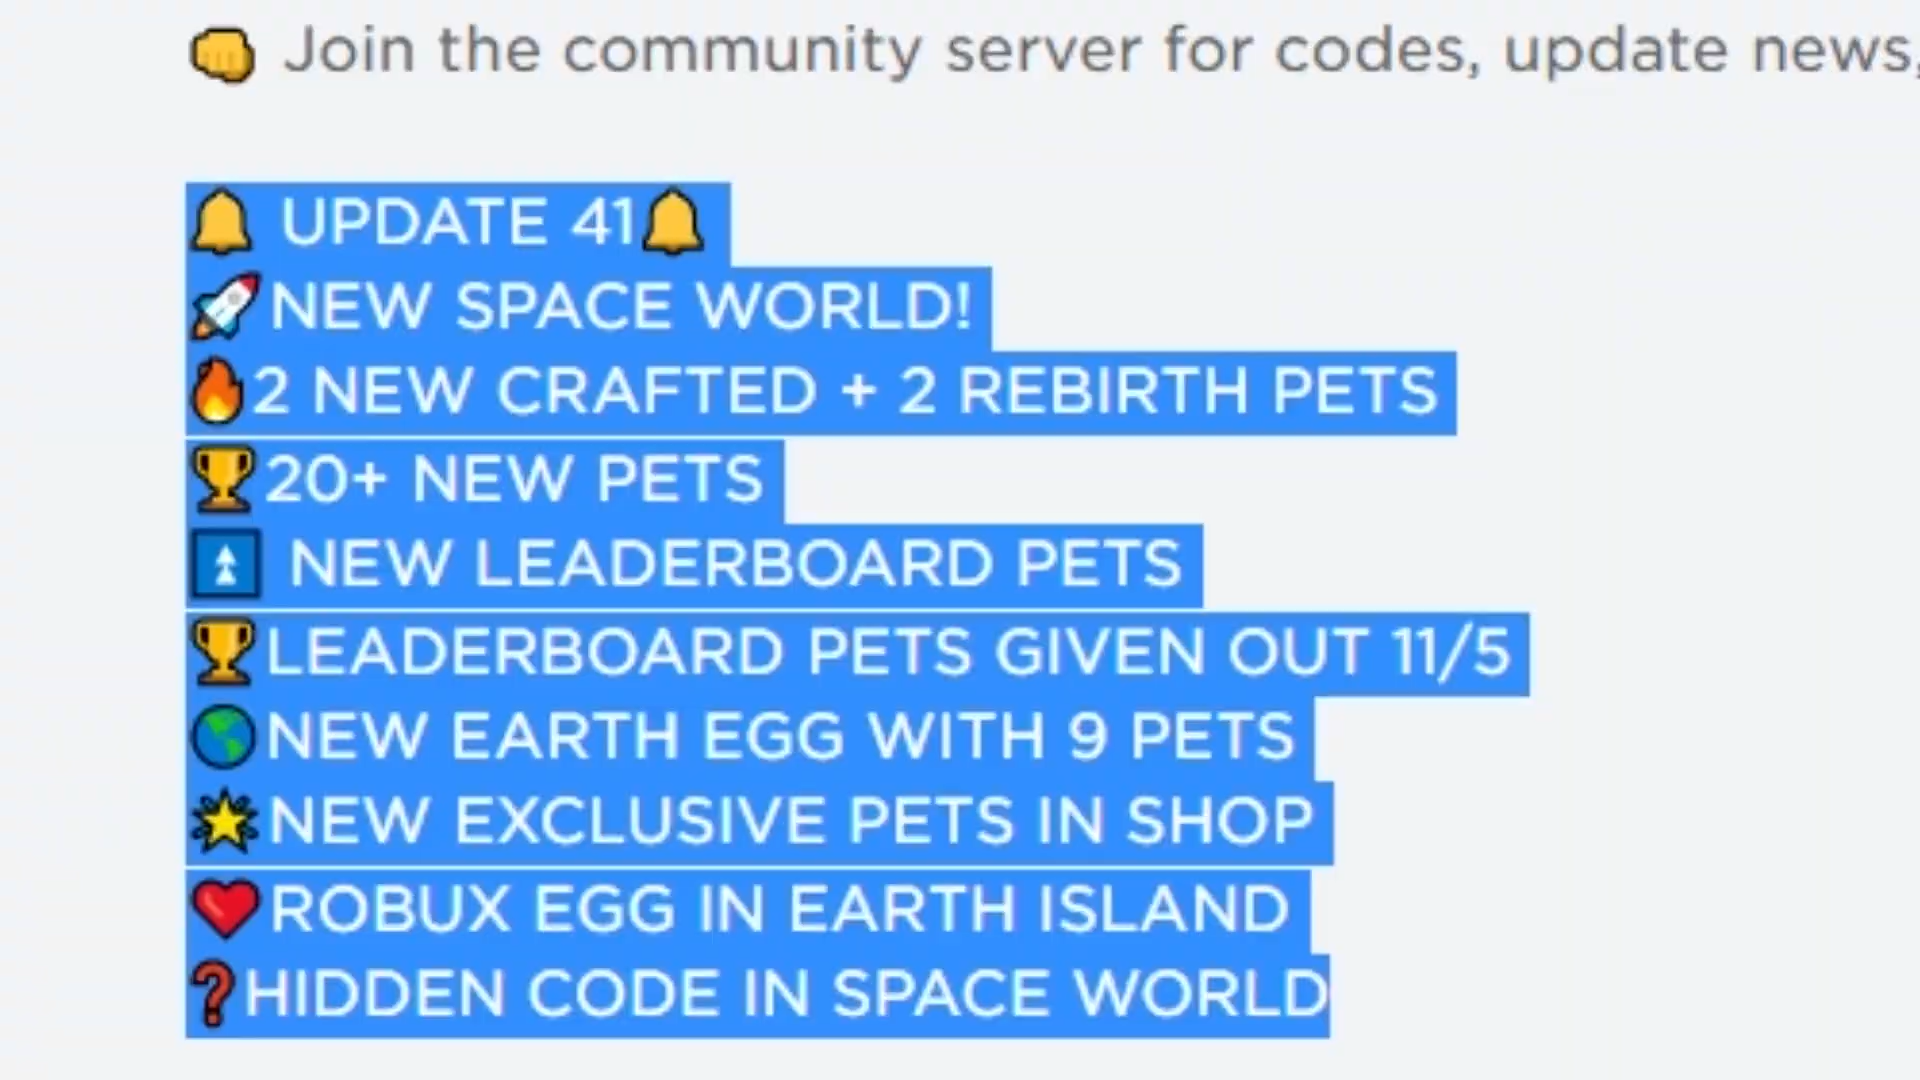 👊 Join the community server for codes, update news,
🔔 UPDATE 41🔔
🚀NEW SPACE WORLD!
🔥2 NEW CRAFTED + 2 REBIRTH PETS
🏆20+ NEW PETS
⏫ NEW LEADERBOARD PETS
🏆LEADERBOARD PETS GIVEN OUT 11/5
🌎NEW EARTH EGG WITH 9 PETS
🌟NEW EXCLUSIVE PETS IN SHOP
❤️ROBUX EGG IN EARTH ISLAND
❓HIDDEN CODE IN SPACE WORLD